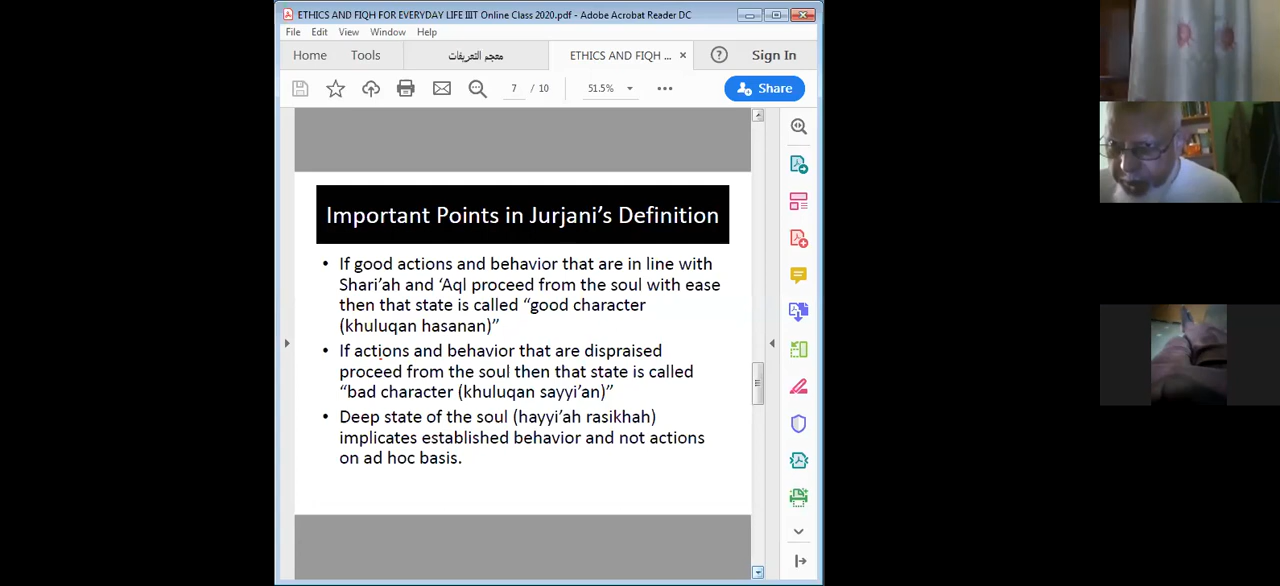 ETHICS AND FIQH FOR EVERYDAY LIFE IIIT Online Class 2020.pdf - Adobe Acrobat Reader DC
File Edit View Window Help
Home Tools معجم التعريفات ETHICS AND FIQH ... × ? Sign In
7 / 10 51.5% Share
Important Points in Jurjani's Definition
• If good actions and behavior that are in line with
Shari'ah and 'Aql proceed from the soul with ease
then that state is called “good character
(khuluqan hasanan)”
• If actions and behavior that are dispraised
proceed from the soul then that state is called
“bad character (khuluqan sayyi'an)”
• Deep state of the soul (hayyi'ah rasikhah)
implicates established behavior and not actions
on ad hoc basis.